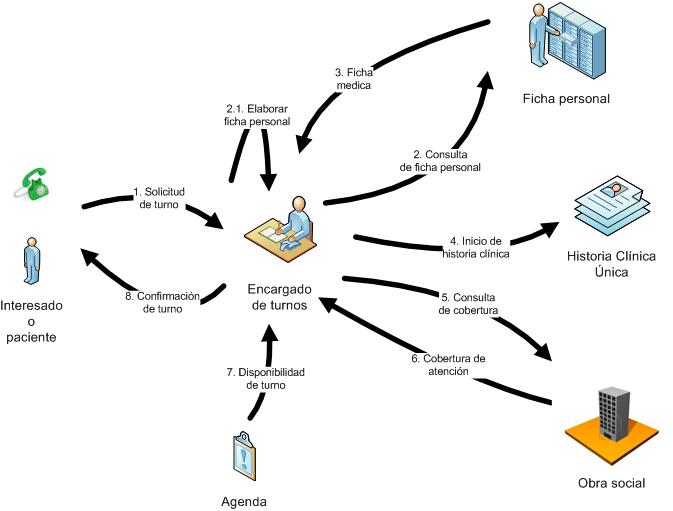 3. Ficha
medica
Ficha personal
2.1. Elaborar
ficha personal
2. Consulta
de ficha personal
1. Solicitud
de turno
4. Inicio de
historia clínica
Historia Clínica
Única
Interesado
o
paciente
8. Confirmación
de turno
Encargado
de turnos
5. Consulta
de cobertura
6. Cobertura de
atención
7. Disponibilidad
de turno
Obra social
Agenda